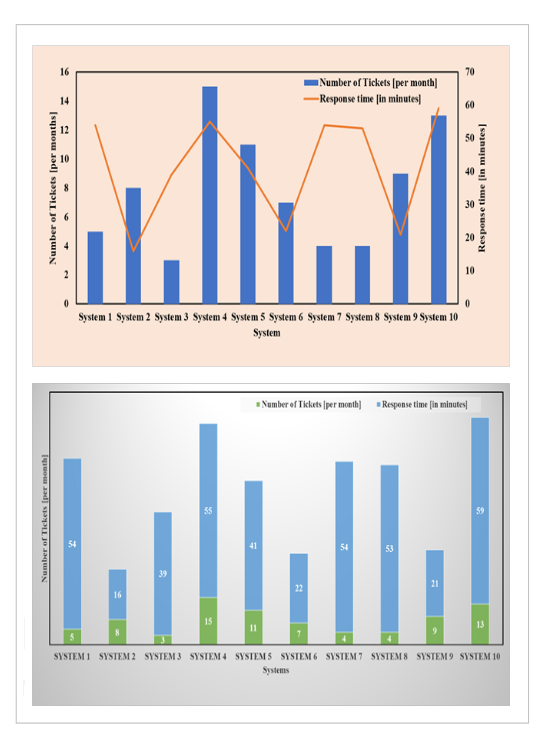 Number of Tickets [per month]
Response time [in minutes]
16
14
12
10
8
6
4
2
0
70
60
50
40
30
20
10
0
Number of Tickets [per months]
Response time [in minutes]
System 1 System 2 System 3 System 4 System 5 System 6 System 7 System 8 System 9 System 10
System
Number of Tickets [per month] Response time [in minutes]
Number of Tickets [per month]
54 16 39 55 41 22 54 53 21 59
5 8 3 15 11 7 4 4 9 13
SYSTEM 1 SYSTEM 2 SYSTEM 3 SYSTEM 4 SYSTEM 5 SYSTEM 6 SYSTEM 7 SYSTEM 8 SYSTEM 9 SYSTEM 10
Systems